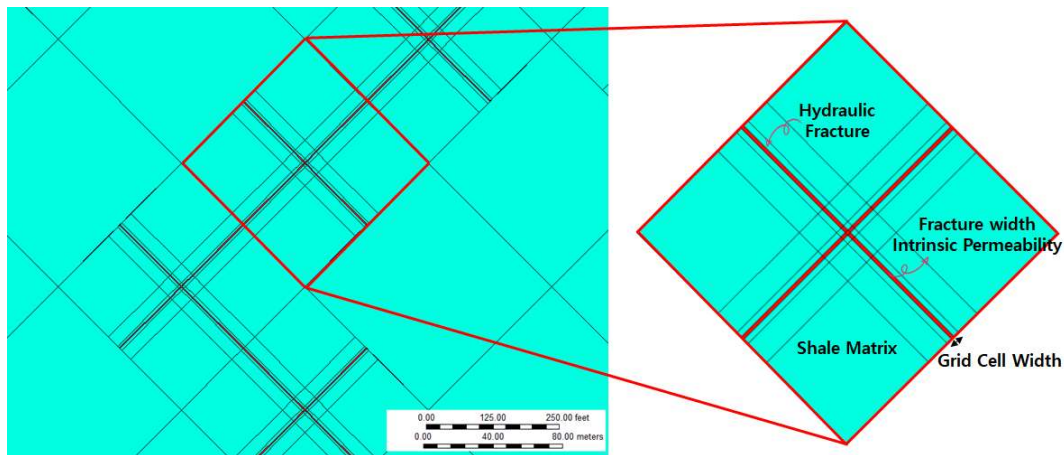 Hydraulic
Fracture
Fracture width
Intrinsic Permeability
Shale Matrix
Grid Cell Width
0.00 125.00 250.00 feet
0.00 40.00 80.00 meters